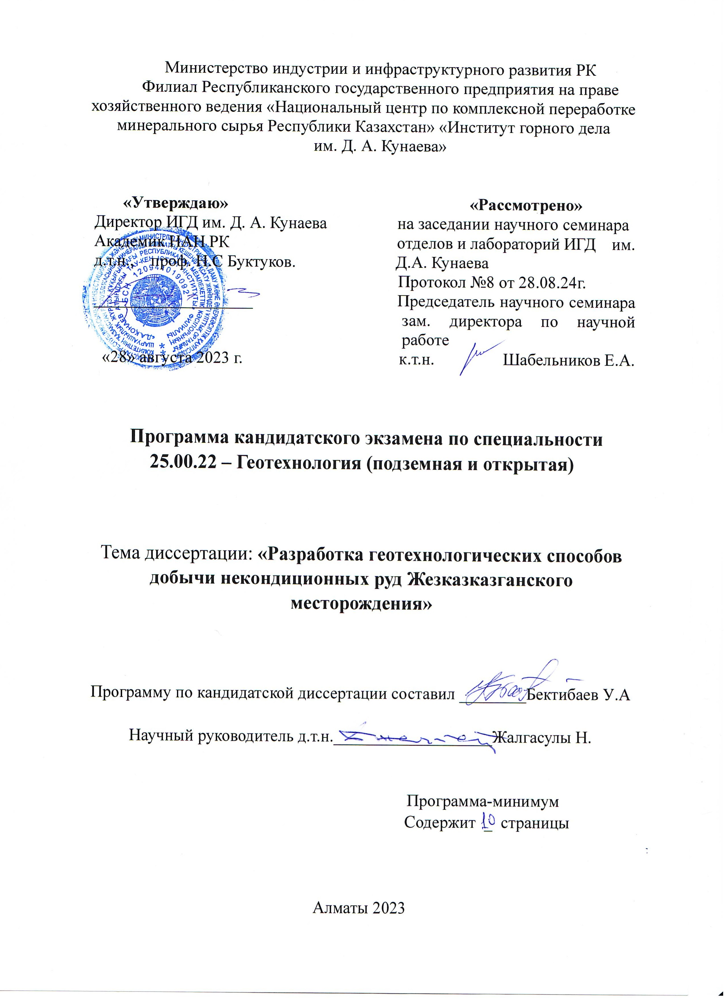 Министерство индустрии и инфраструктурного развития РК
Филиал Республиканского государственного предприятия на праве
хозяйственного ведения «Национальный центр по комплексной переработке
минерального сырья Республики Казахстан» «Институт горного дела
им. Д. А. Кунаева»
«Утверждаю»
Директор ИГД им. Д. А. Кунаева
Академик НАН РК
д.т.н., проф. Н.С Буктуков.
«28» августа 2023 г.
«Рассмотрено»
на заседании научного семинара
отделов и лабораторий ИГД им.
Д.А. Кунаева
Протокол №8 от 28.08.24г.
Председатель научного семинара
зам. директора по научной
работе
к.т.н. Шабельников Е.А.
Программа кандидатского экзамена по специальности
25.00.22 – Геотехнология (подземная и открытая)
Тема диссертации: «Разработка геотехнологических способов
добычи некондиционных руд Жезказказганского
месторождения»
Программу по кандидатской диссертации составил ________Бектибаев У.А
Научный руководитель д.т.н.___________________Жалгасулы Н.
Программа-минимум
Содержит 10 страницы
Алматы 2023